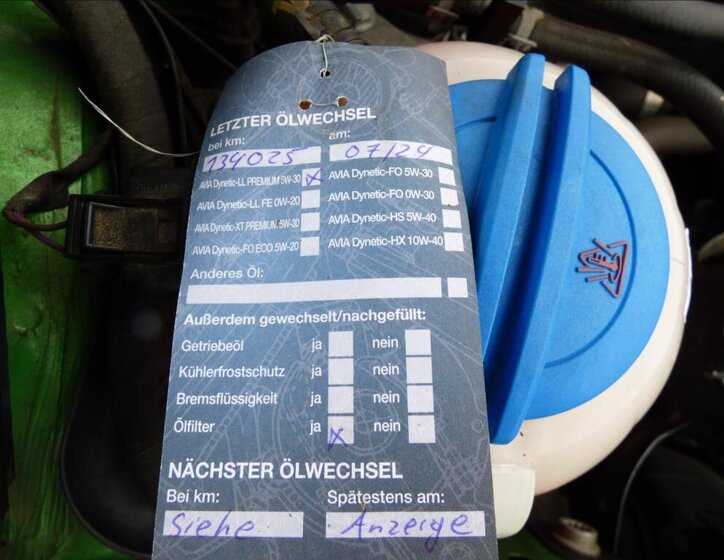 LETZTER ÖLWECHSEL
bei km: am:
134025 07/24
AVIA Dynetic-LL PREMIUM 5W-30 x AVIA Dynetic-FO 5W-30
AVIA Dynetic-LL FE 0W-20 AVIA Dynetic-FO 0W-30
AVIA Dynetic-XT PREMIUM 5W-30 AVIA Dynetic-HS 5W-40
AVIA Dynetic-FO ECO 5W-20 AVIA Dynetic-HX 10W-40
Anderes Öl:
Außerdem gewechselt/nachgefüllt:
Getriebeöl ja nein
Kühlerfrostschutz ja nein
Bremsflüssigkeit ja nein
Ölfilter ja x nein
NÄCHSTER ÖLWECHSEL
Bei km: Spätestens am:
Siehe Anzeige